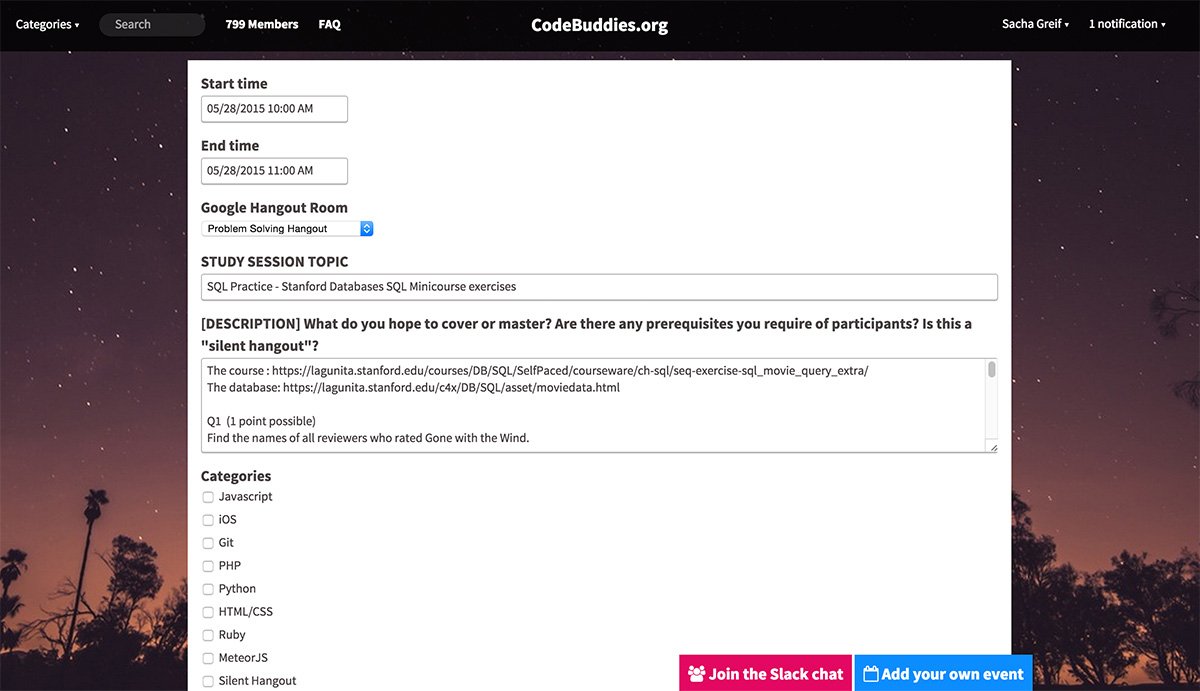 Categories ▾ Search 799 Members FAQ CodeBuddies.org Sacha Greif ▾ 1 notification ▾
Start time
05/28/2015 10:00 AM
End time
05/28/2015 11:00 AM
Google Hangout Room
Problem Solving Hangout
STUDY SESSION TOPIC
SQL Practice - Stanford Databases SQL Minicourse exercises
[DESCRIPTION] What do you hope to cover or master? Are there any prerequisites you require of participants? Is this a
"silent hangout"?
The course : https://lagunita.stanford.edu/courses/DB/SQL/SelfPaced/courseware/ch-sql/seq-exercise-sql_movie_query_extra/
The database: https://lagunita.stanford.edu/c4x/DB/SQL/asset/moviedata.html
Q1 (1 point possible)
Find the names of all reviewers who rated Gone with the Wind.
Categories
Javascript
iOS
Git
PHP
Python
HTML/CSS
Ruby
MeteorJS
Silent Hangout
Join the Slack chat
Add your own event